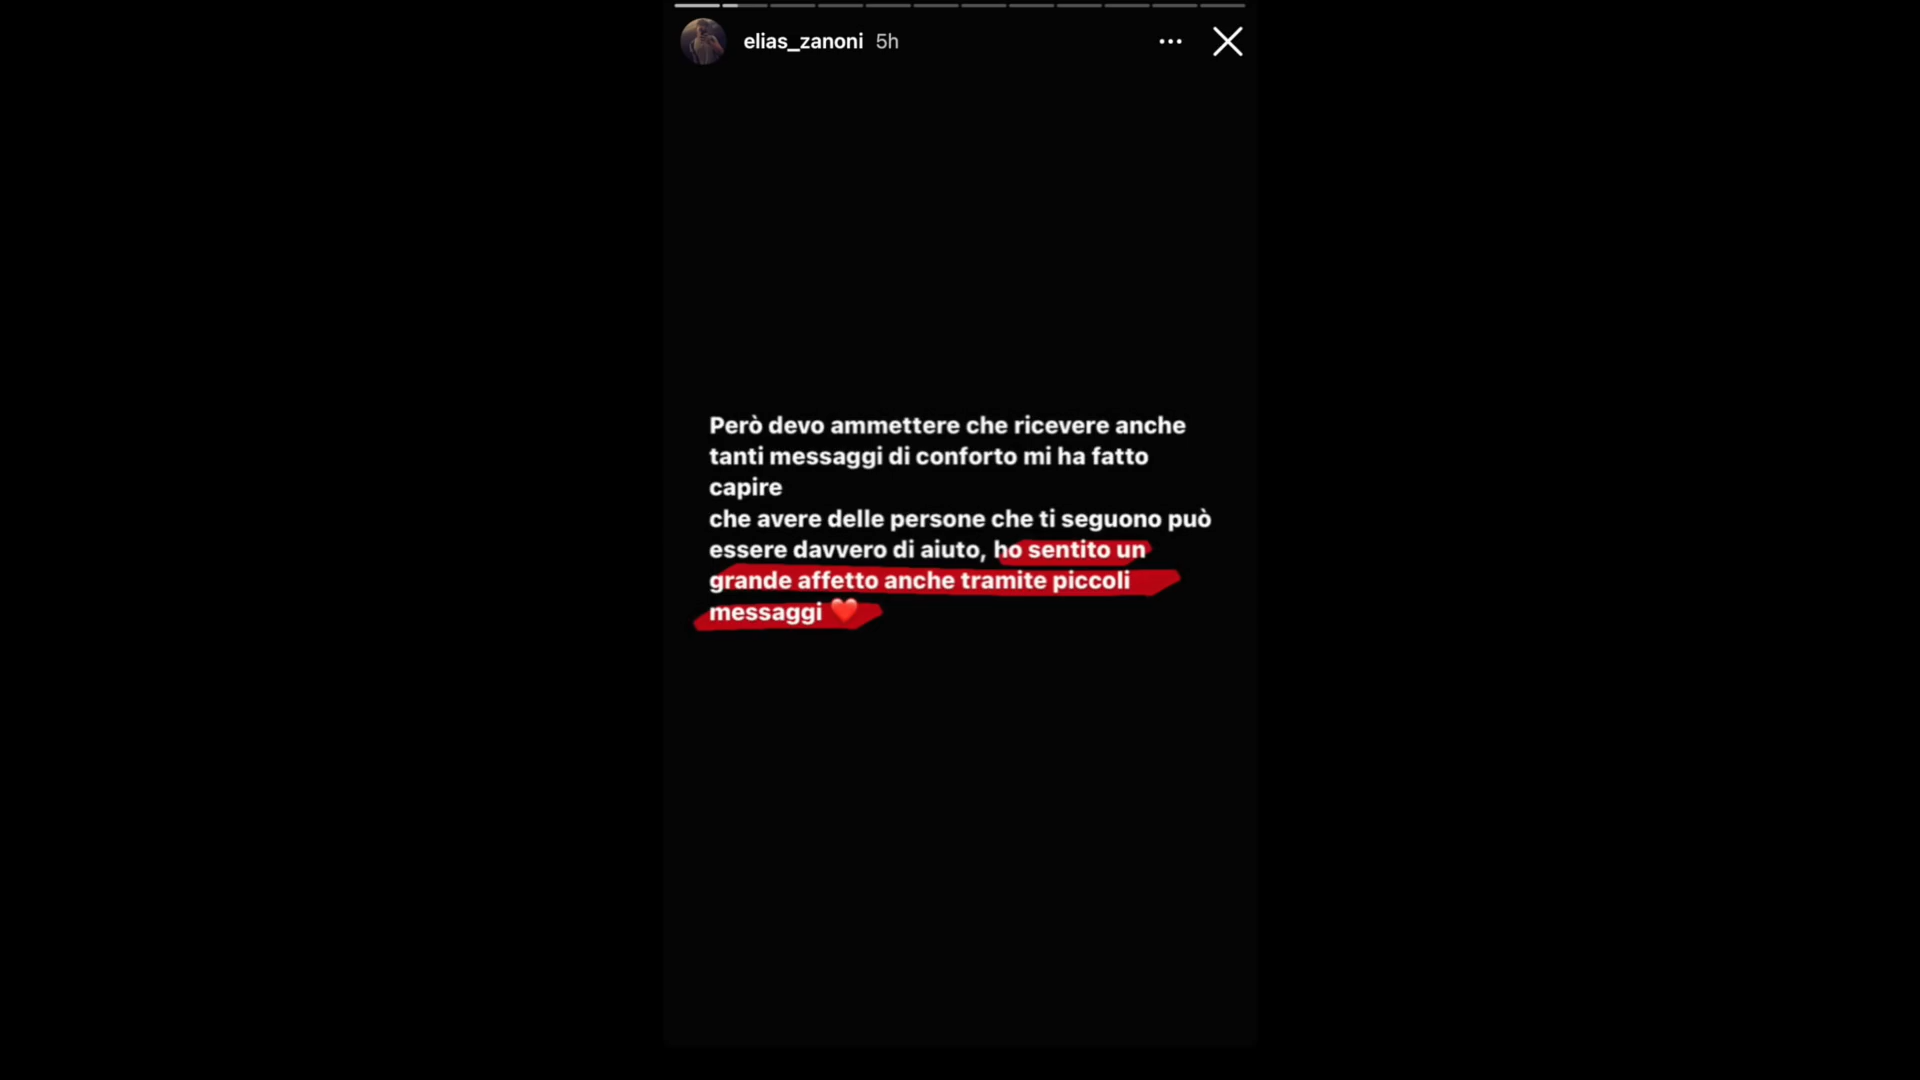 elias_zanoni 5h
Però devo ammettere che ricevere anche
tanti messaggi di conforto mi ha fatto
capire
che avere delle persone che ti seguono può
essere davvero di aiuto, ho sentito un
grande affetto anche tramite piccoli
messaggi ❤️